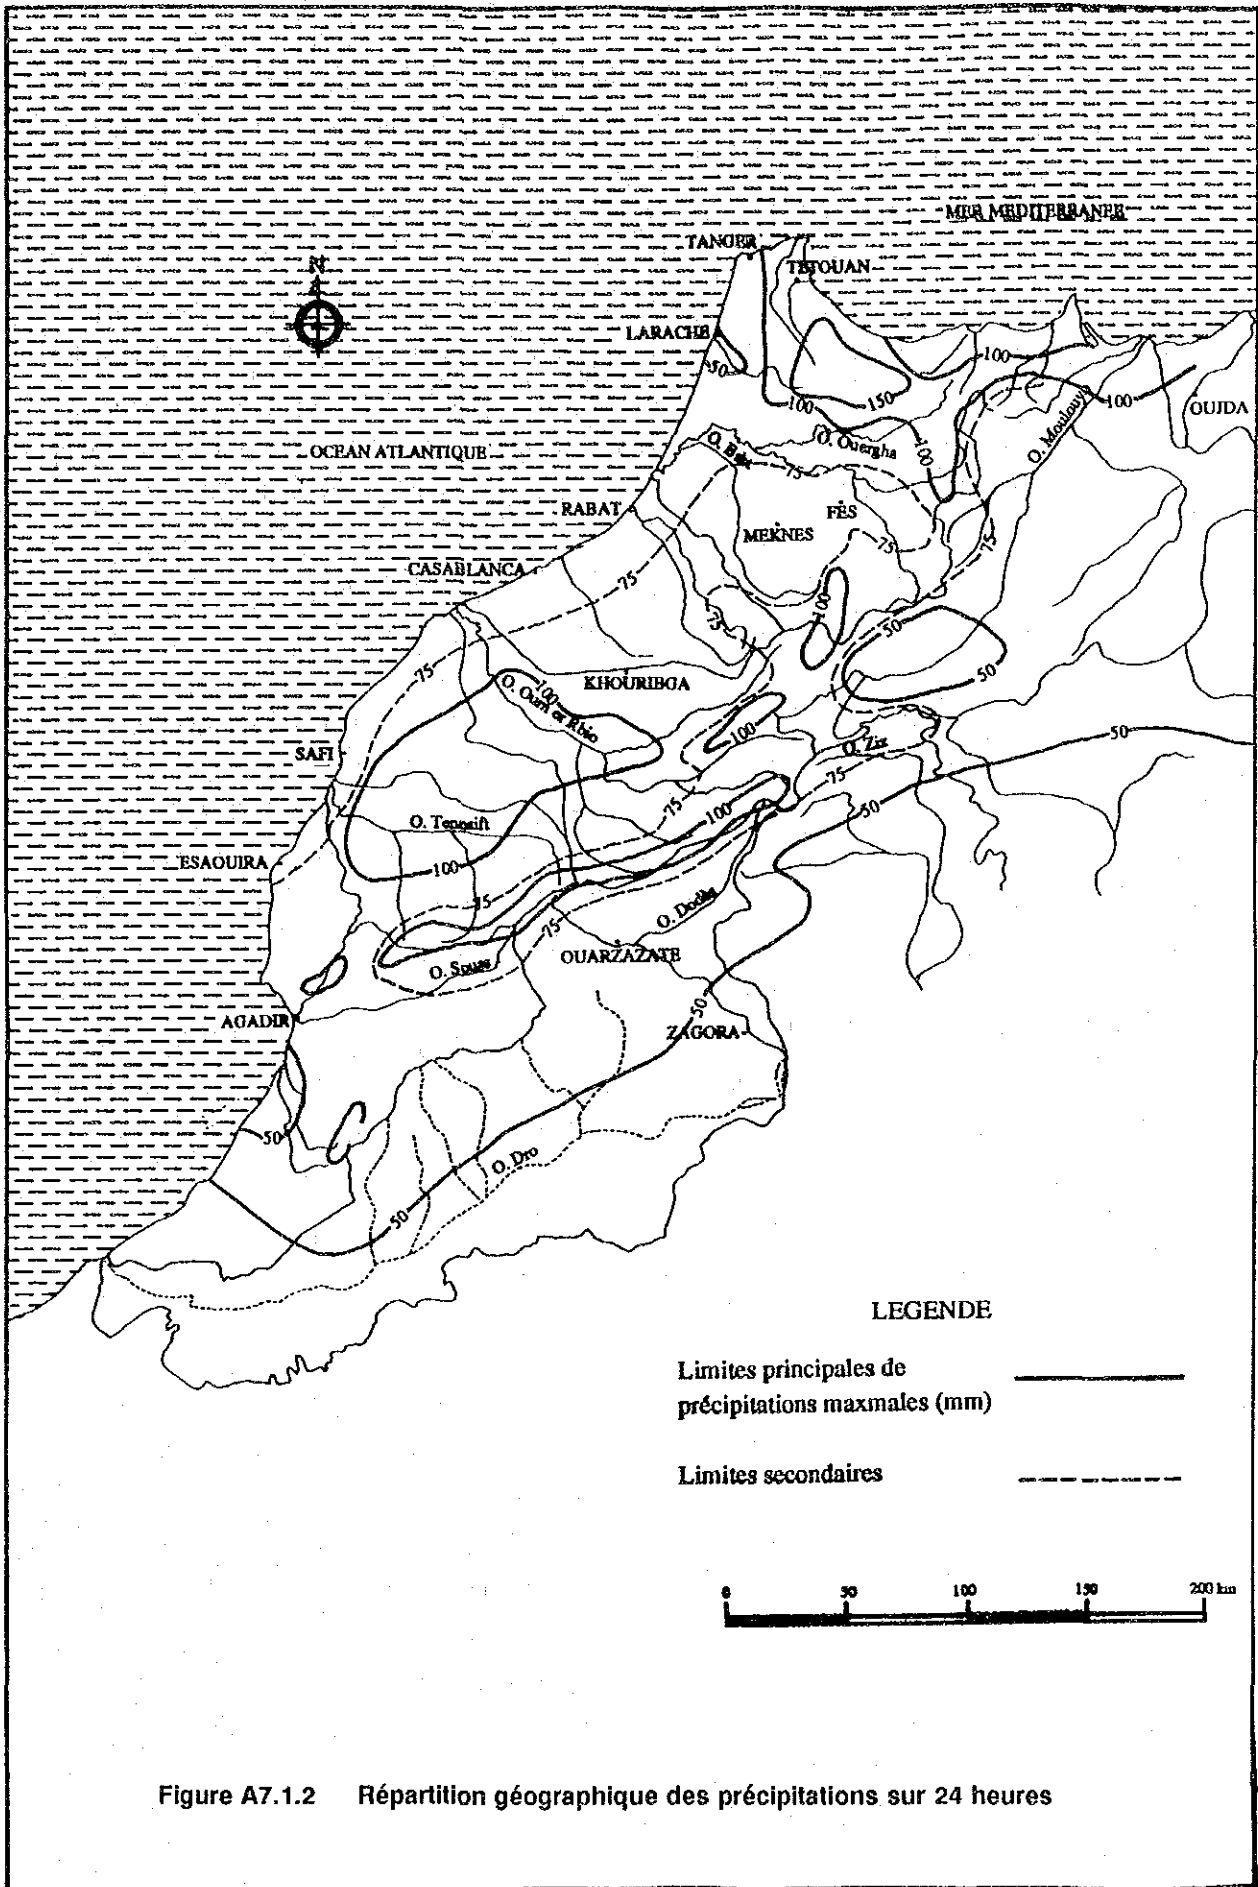 MER MEDITERRANEE
TANGER
TETOUAN
N
LARACHE
50
100
150
100
100
OUJDA
O. Moulouya
100
O. Ouergha
OCEAN ATLANTIQUE
75
RABAT
FES
MEKNES
75
75
CASABLANCA
75
100
75
50
75
50
KHOURIBGA
100
O. Oum er Rbio
100
50
SAFI
O. Ziz
75
75
50
100
O. Tensift
ESAOUIRA
100
75
75
O. Dadès
OUARZAZATE
O. Souss
50
AGADIR
ZAGORA
50
O. Dro
50
LEGENDE
Limites principales de
précipitations maxmales (mm)
Limites secondaires
0 50 100 150 200 km
Figure A7.1.2 Répartition géographique des précipitations sur 24 heures